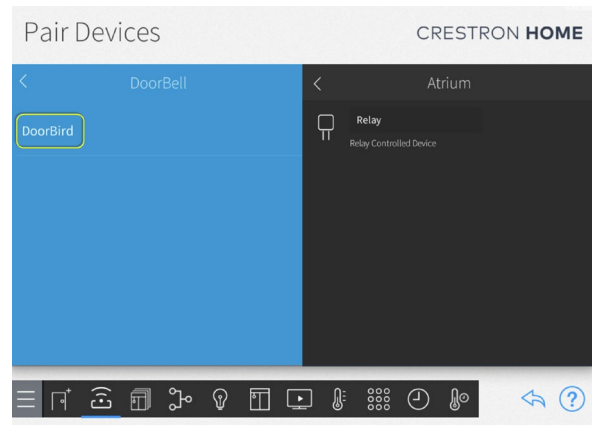 Pair Devices
CRESTRON HOME
DoorBell
DoorBird
Atrium
Relay
Relay Controlled Device
?